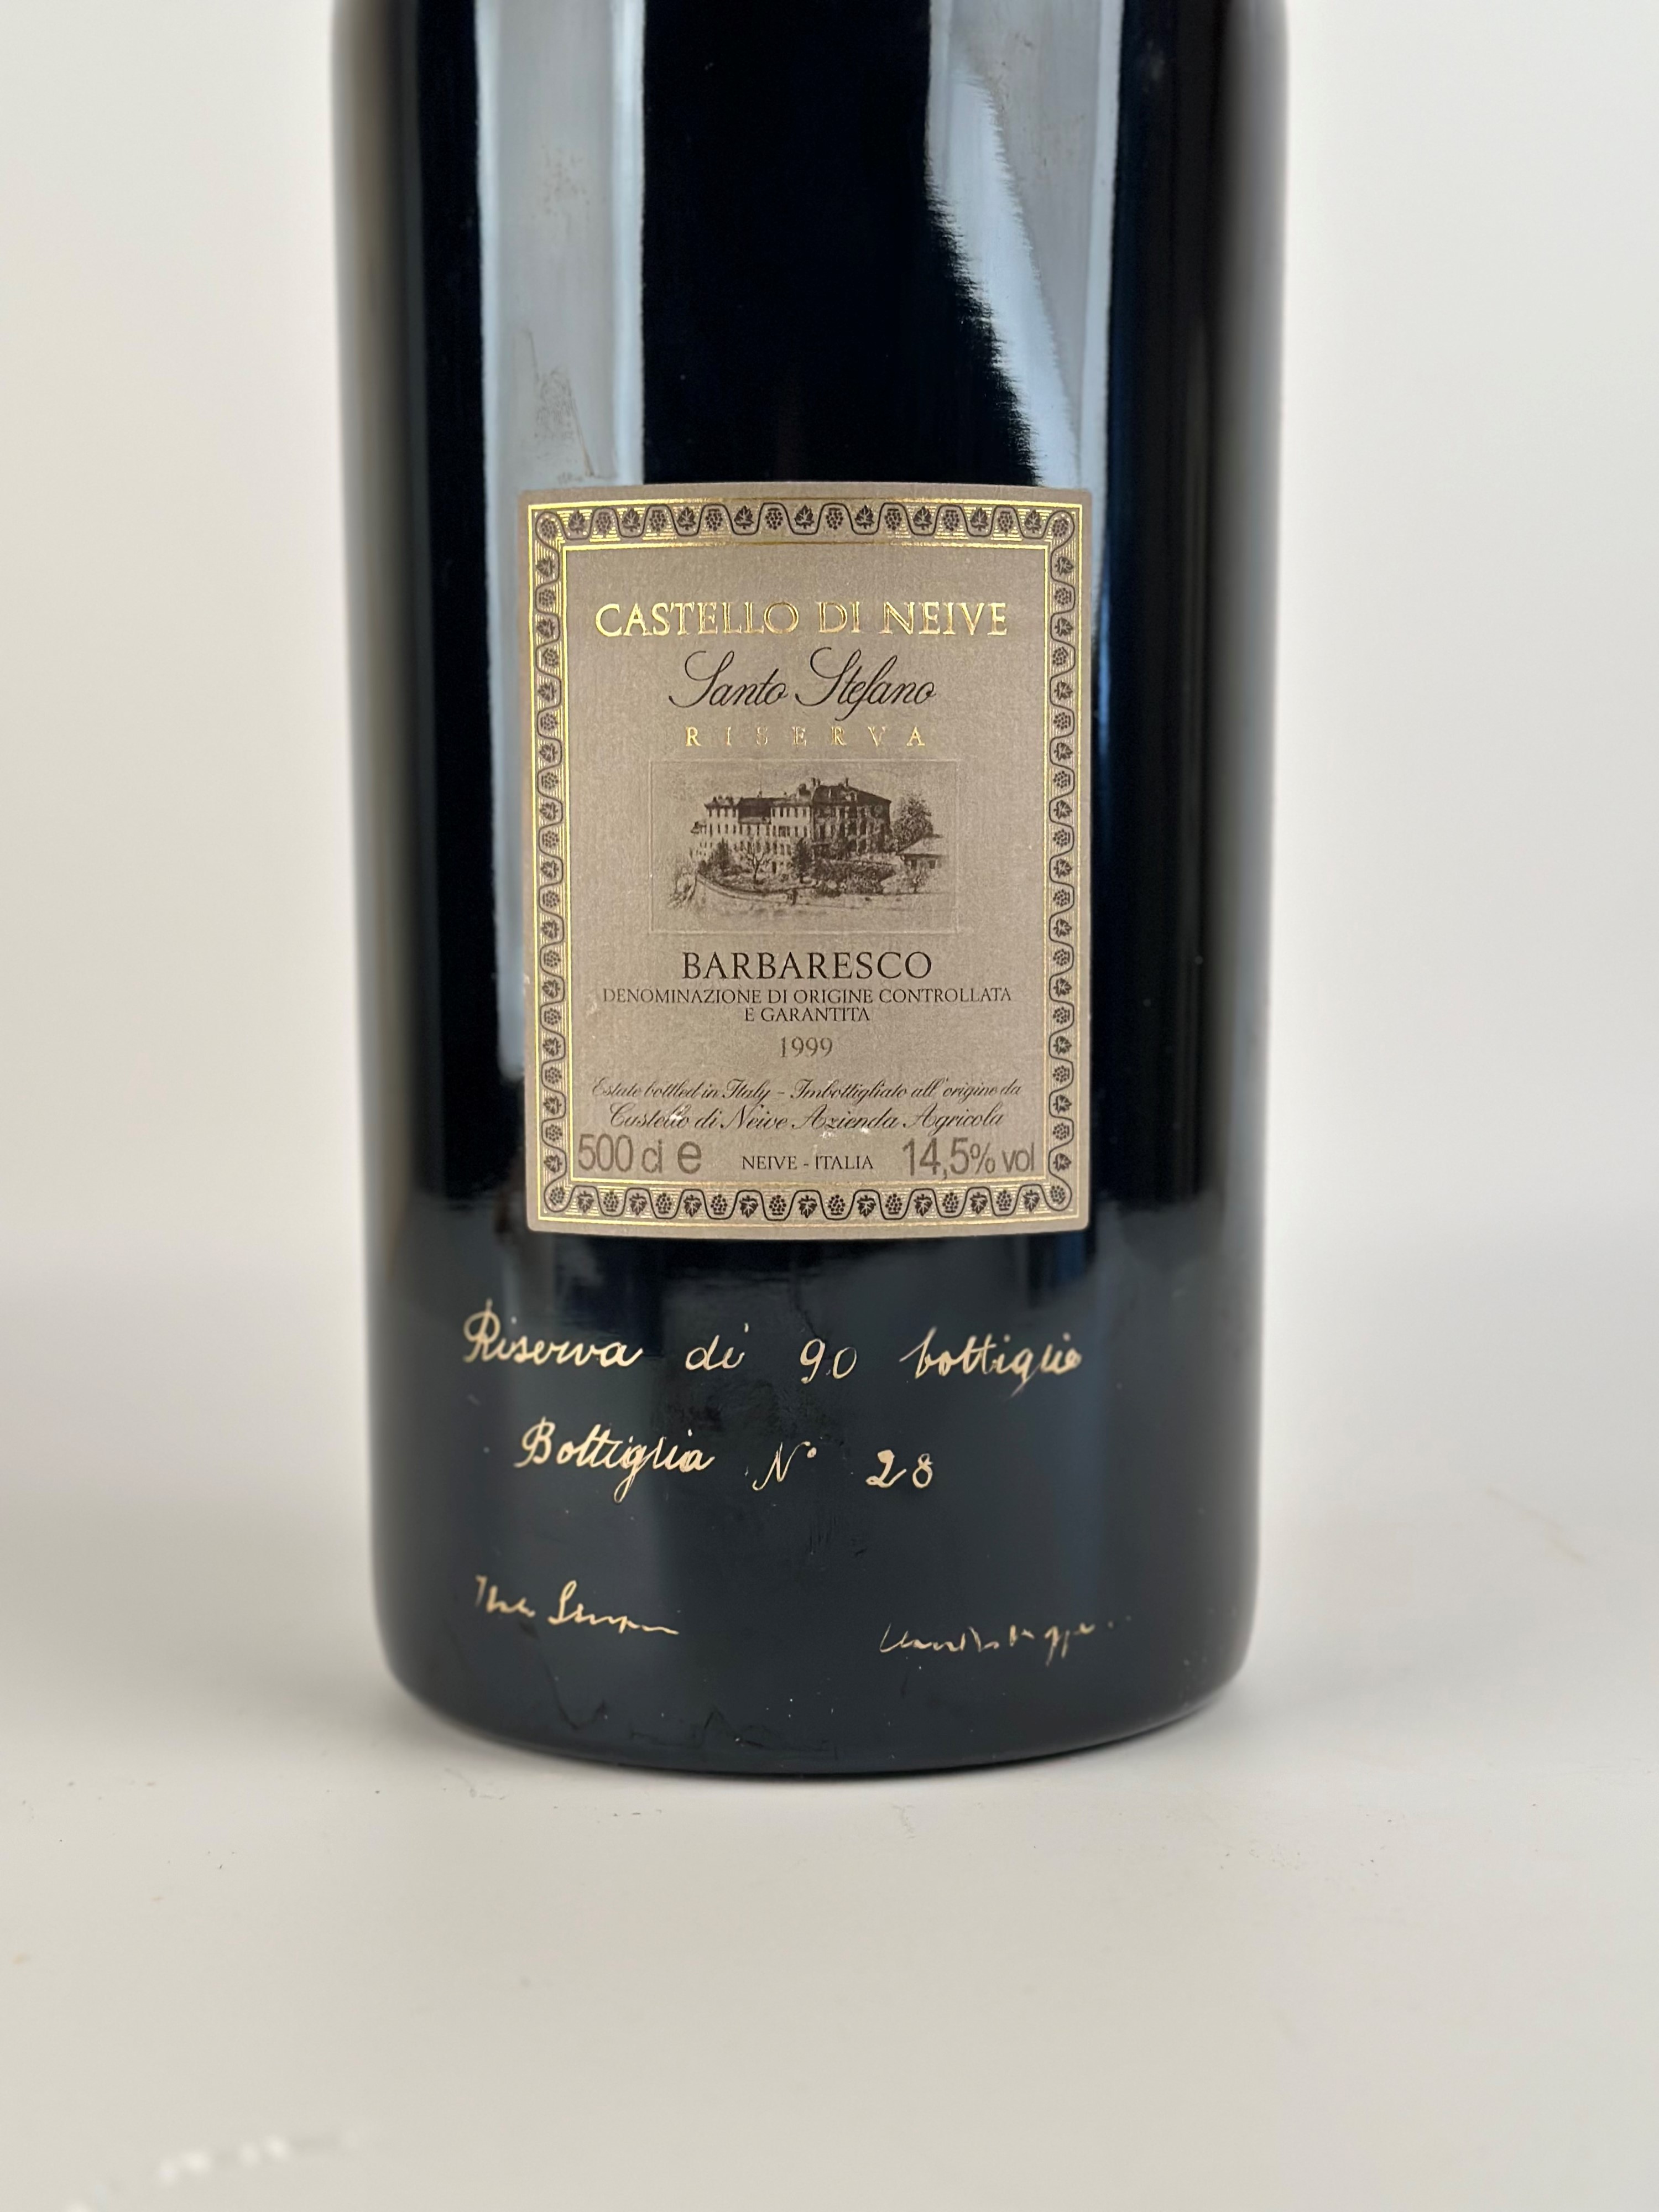 CASTELLO DI NEIVE
Santo Stefano
RISERVA
BARBARESCO
DENOMINAZIONE DI ORIGINE CONTROLLATA
E GARANTITA
1999
Estate bottled in Italy - Imbottigliato all'origine da
Castello di Neive Azienda Agricola
500 cl e NEIVE - ITALIA 14,5% vol
Riserva di 90 bottiglie
Bottiglia N° 28